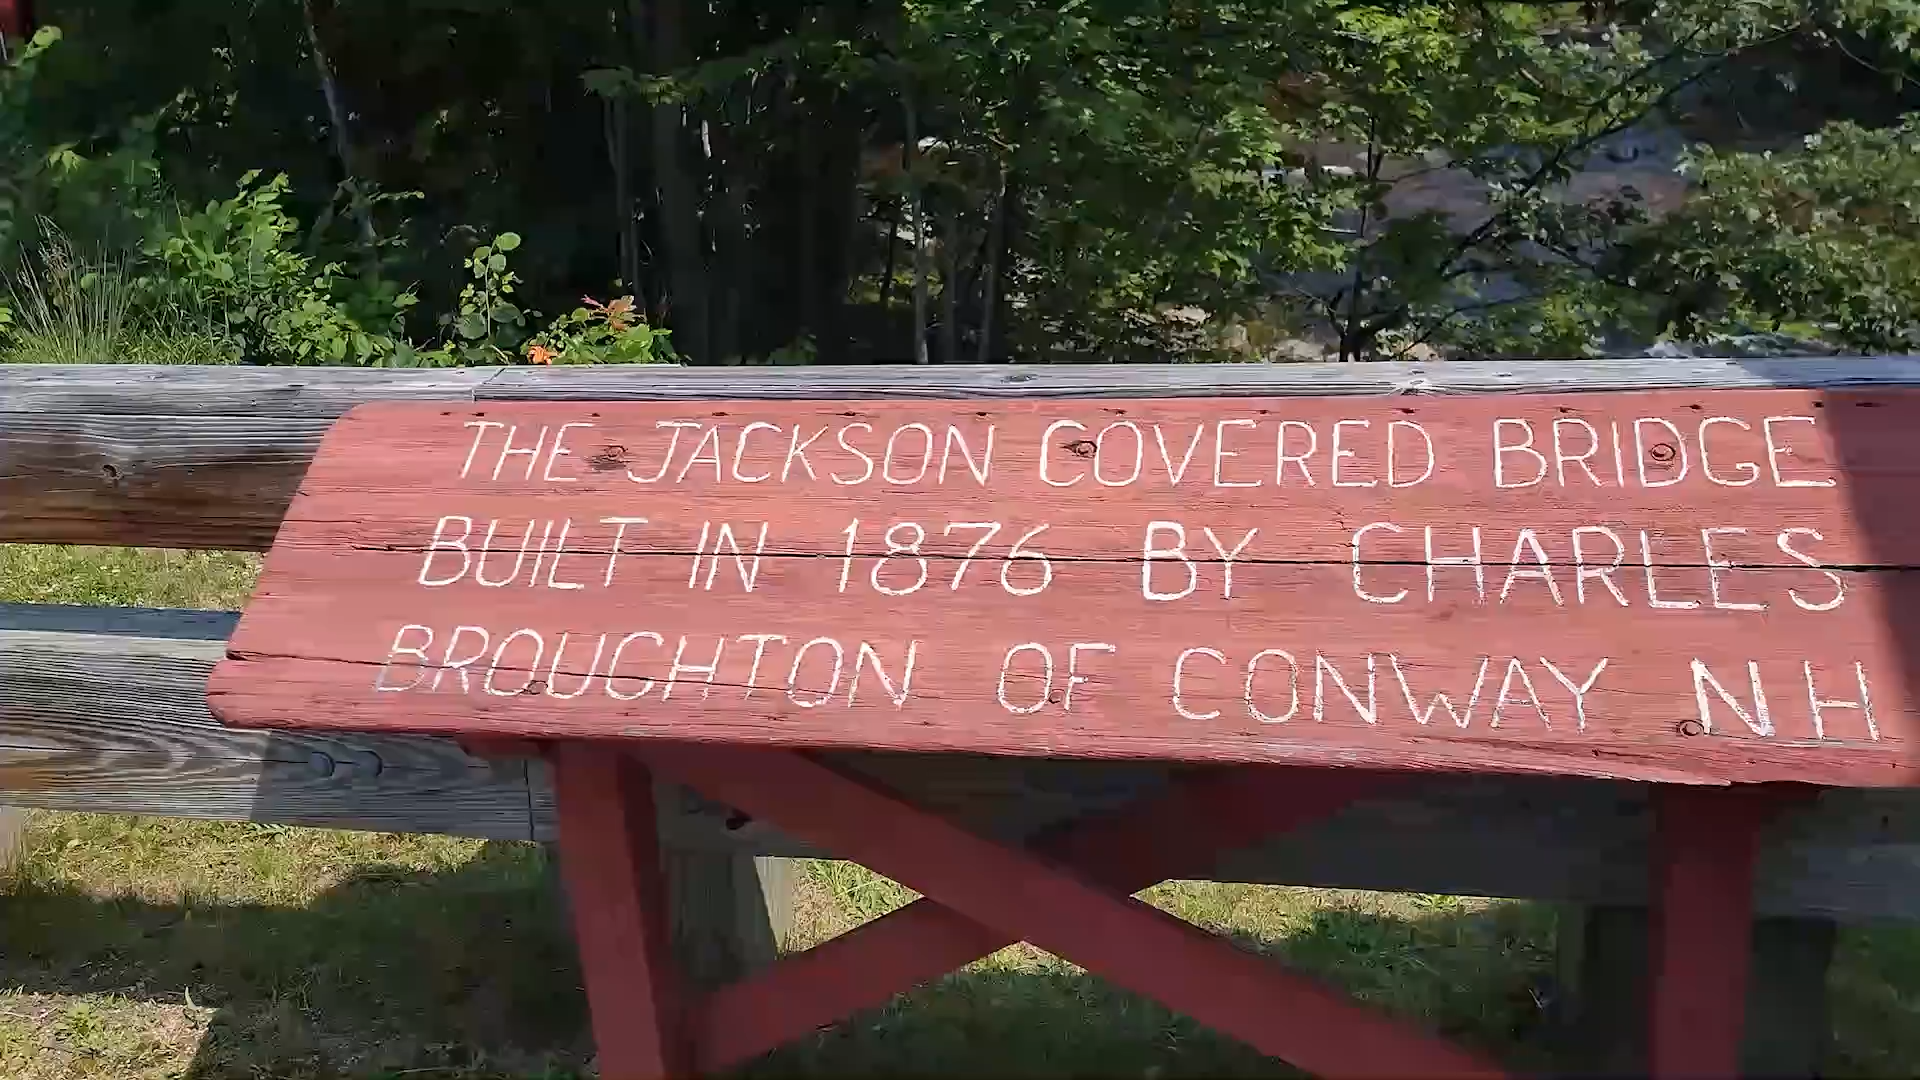 THE JACKSON COVERED BRIDGE
BUILT IN 1876 BY CHARLES
BROUGHTON OF CONWAY NH